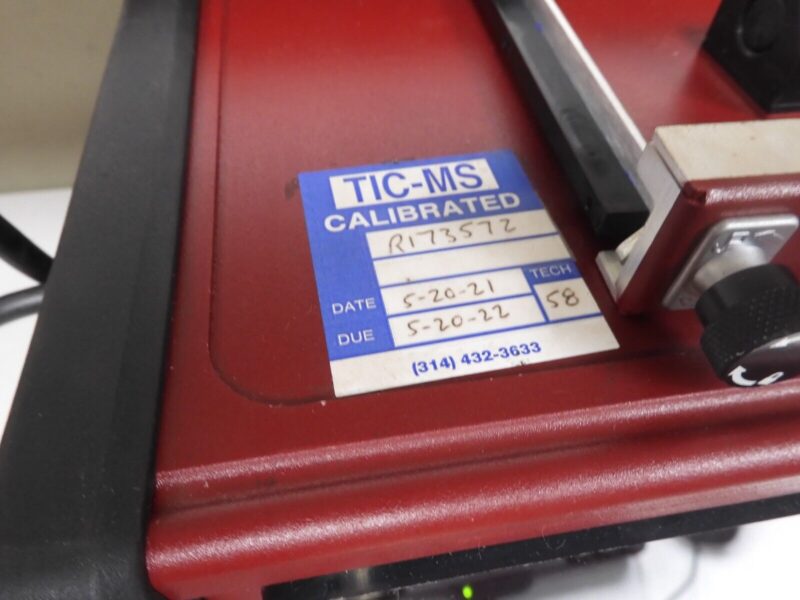 TIC-MS
CALIBRATED
R173572
DATE 5-20-21 TECH
DUE 5-20-22 58
(314) 432-3633